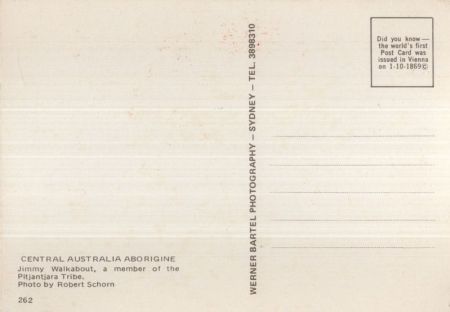 Did you know —
the world's first
Post Card was
issued in Vienna
on 1-10-1869©
WERNER BARTEL PHOTOGRAPHY — SYDNEY — TEL. 3898310
CENTRAL AUSTRALIA ABORIGINE
Jimmy Walkabout, a member of the
Pitjantjara Tribe.
Photo by Robert Schorn
262